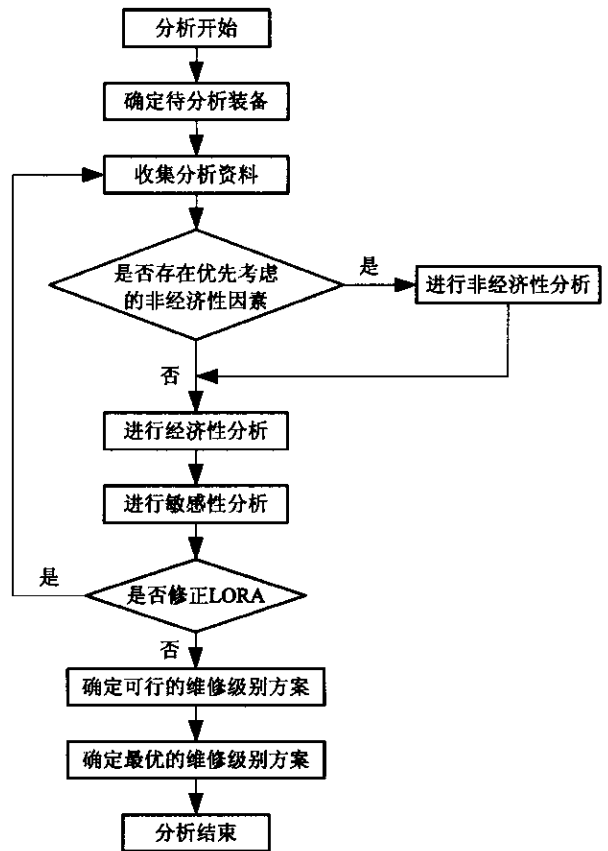 分析开始
确定待分析装备
收集分析资料
是否存在优先考虑
的非经济性因素
是
进行非经济性分析
否
进行经济性分析
进行敏感性分析
是
是否修正LORA
否
确定可行的维修级别方案
确定最优的维修级别方案
分析结束